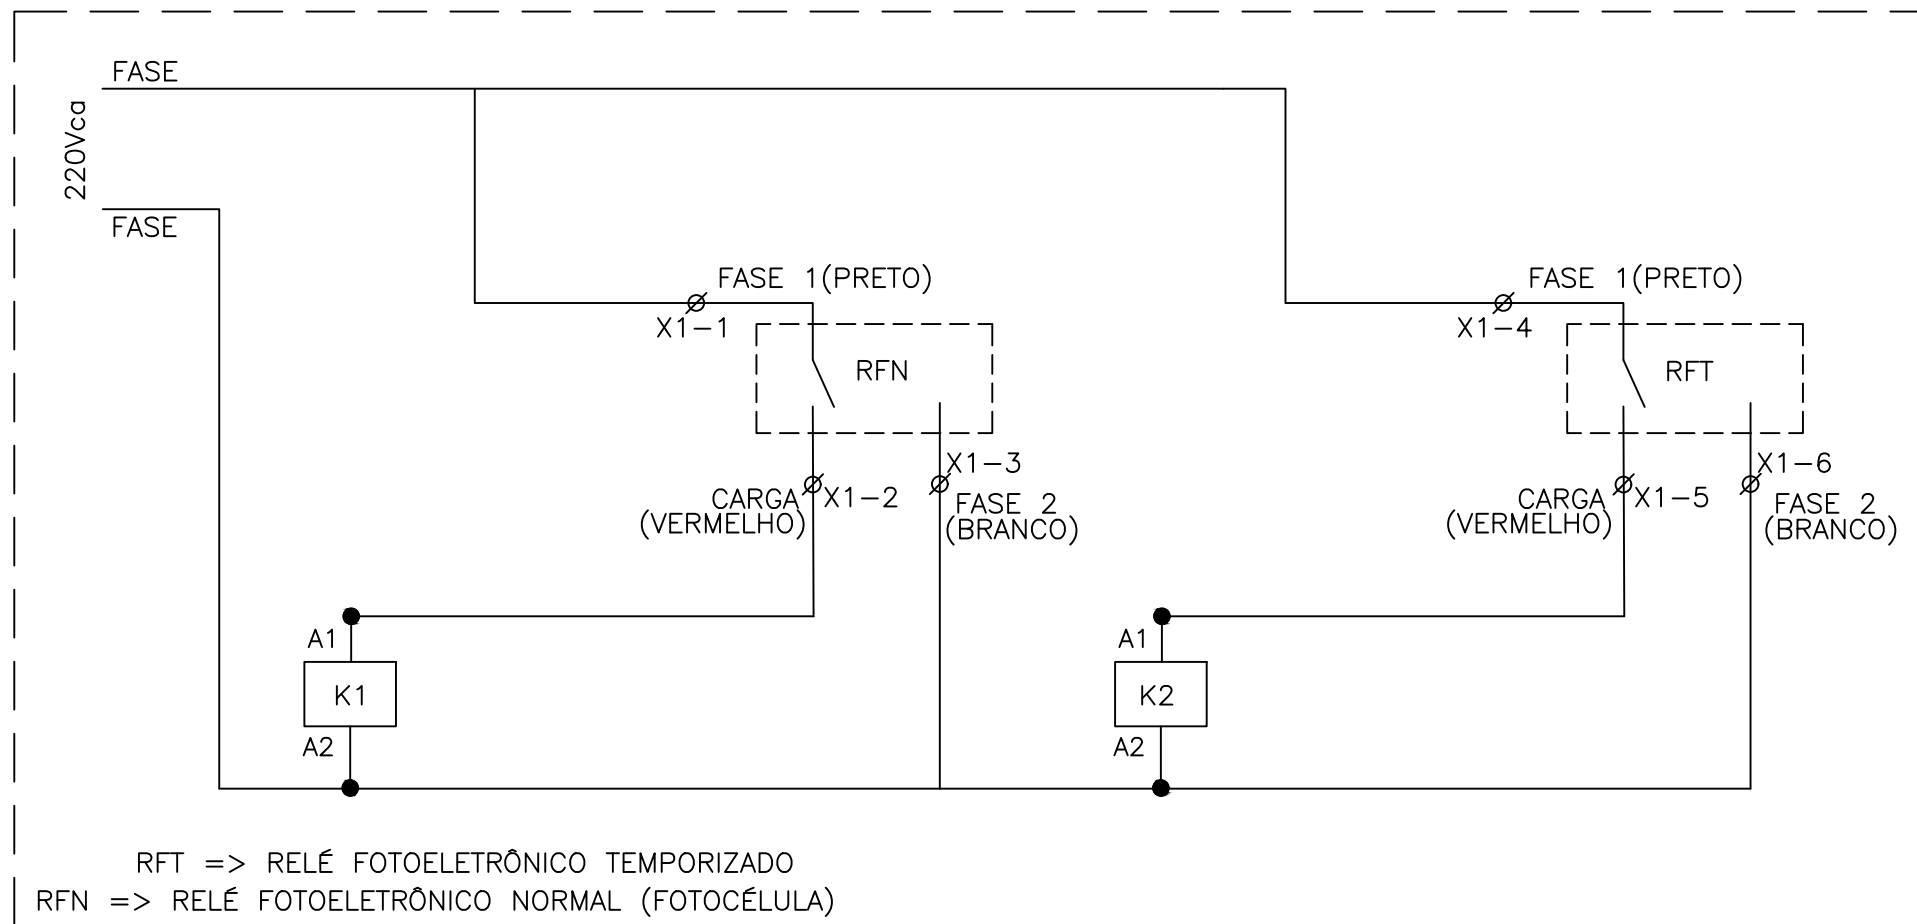 FASE
220Vca
FASE
FASE 1(PRETO)
X1-1
RFN
X1-3
CARGA
(VERMELHO)
X1-2
FASE 2
(BRANCO)
FASE 1(PRETO)
X1-4
RFT
X1-6
CARGA
(VERMELHO)
X1-5
FASE 2
(BRANCO)
A1
K1
A2
A1
K2
A2
RFT => RELÉ FOTOELETRÔNICO TEMPORIZADO
RFN => RELÉ FOTOELETRÔNICO NORMAL (FOTOCÉLULA)